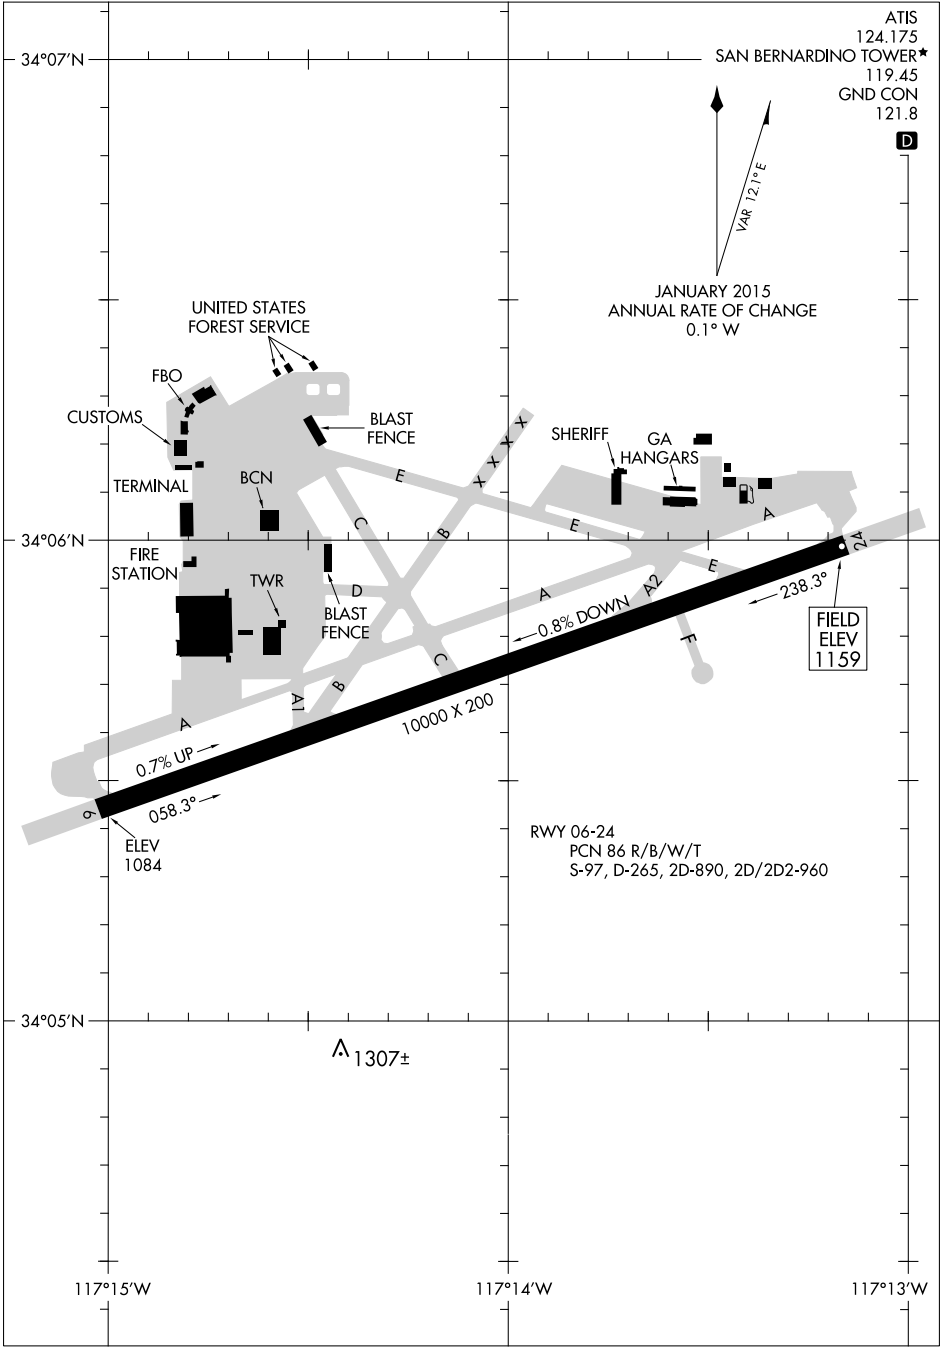 ATIS
124.175
SAN BERNARDINO TOWER★
119.45
GND CON
121.8
D
34°07'N
VAR 12.1° E
JANUARY 2015
ANNUAL RATE OF CHANGE
0.1° W
UNITED STATES
FOREST SERVICE
FBO
CUSTOMS
BLAST
FENCE
X
X
X
X
SHERIFF
GA
HANGARS
TERMINAL
BCN
E
C
B
E
A
34°06'N
24
FIRE
STATION
TWR
D
BLAST
FENCE
A
A2
E
238.3°
0.8% DOWN
FIELD
ELEV
1159
F
C
B
A1
A
10000 X 200
0.7% UP
058.3°
6
ELEV
1084
RWY 06-24
PCN 86 R/B/W/T
S-97, D-265, 2D-890, 2D/2D2-960
34°05'N
1307±
117°15'W
117°14'W
117°13'W